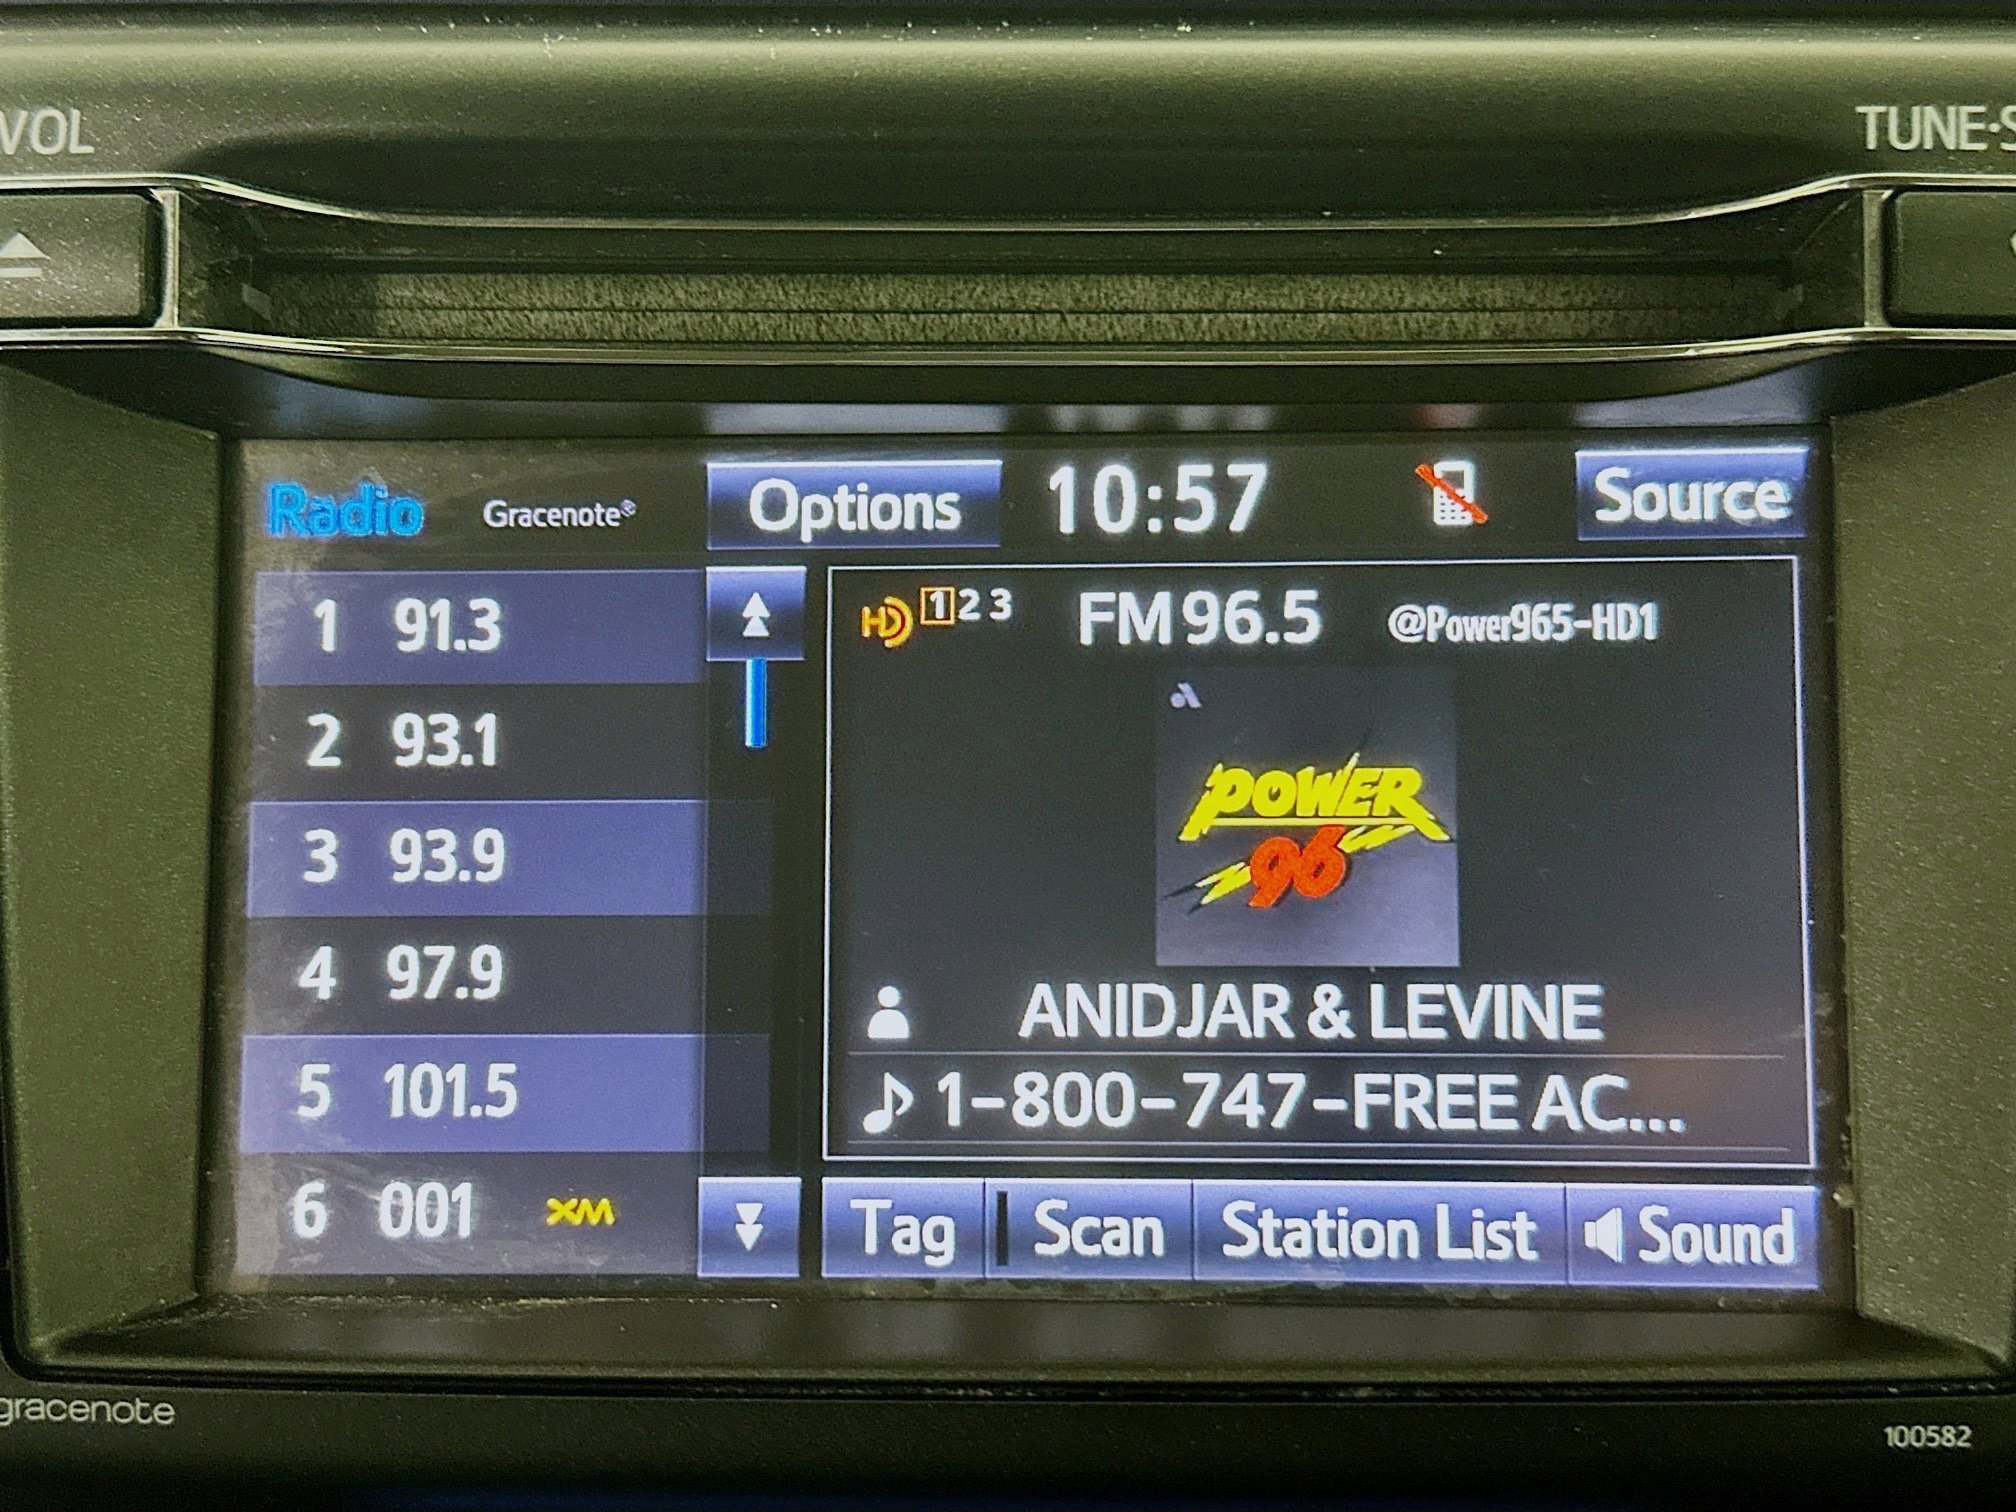 VOL
TUNE·S
Radio Gracenote® Options 10:57 Source
1 91.3
2 93.1
3 93.9
4 97.9
5 101.5
6 001 XM
HD 1 2 3 FM 96.5 @Power965-HD1
POWER
96
ANIDJAR & LEVINE
1-800-747-FREE AC...
Tag Scan Station List Sound
gracenote
100582